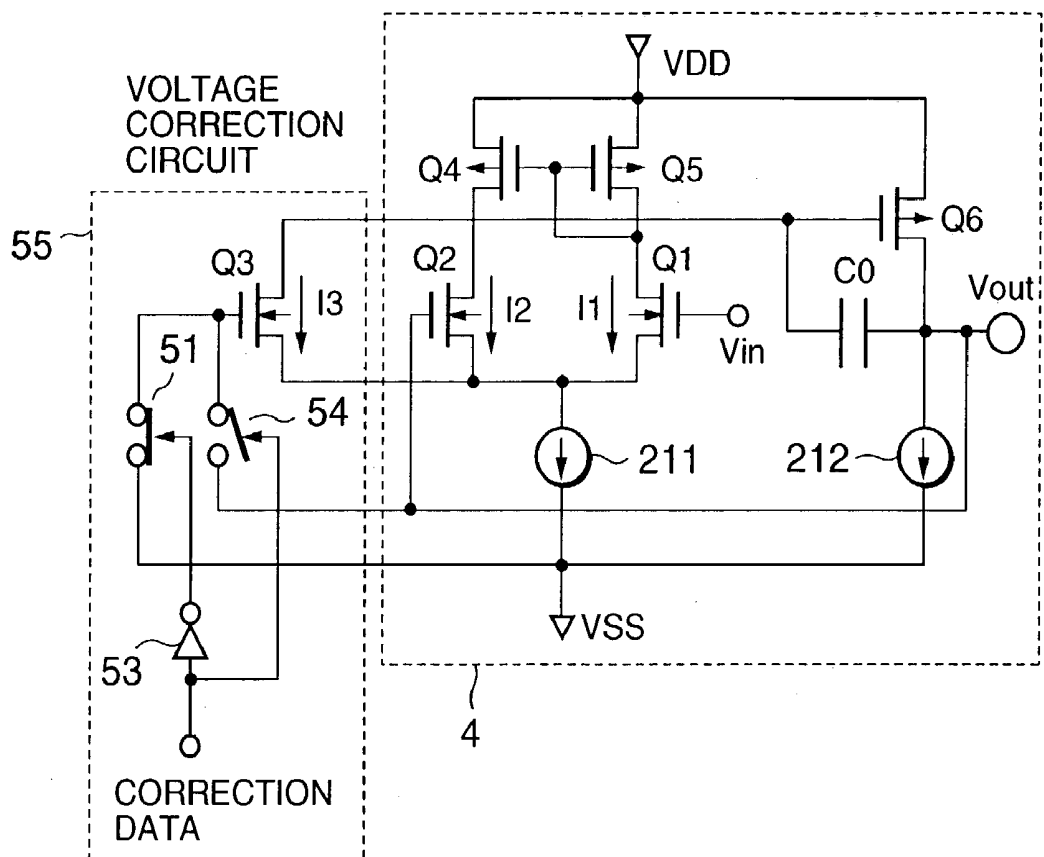 VOLTAGE
CORRECTION
CIRCUIT
VDD
Q4
Q5
55
Q3
Q2
Q1
Q6
C0
Vout
I3
I2
I1
Vin
51
54
211
212
VSS
53
4
CORRECTION
DATA